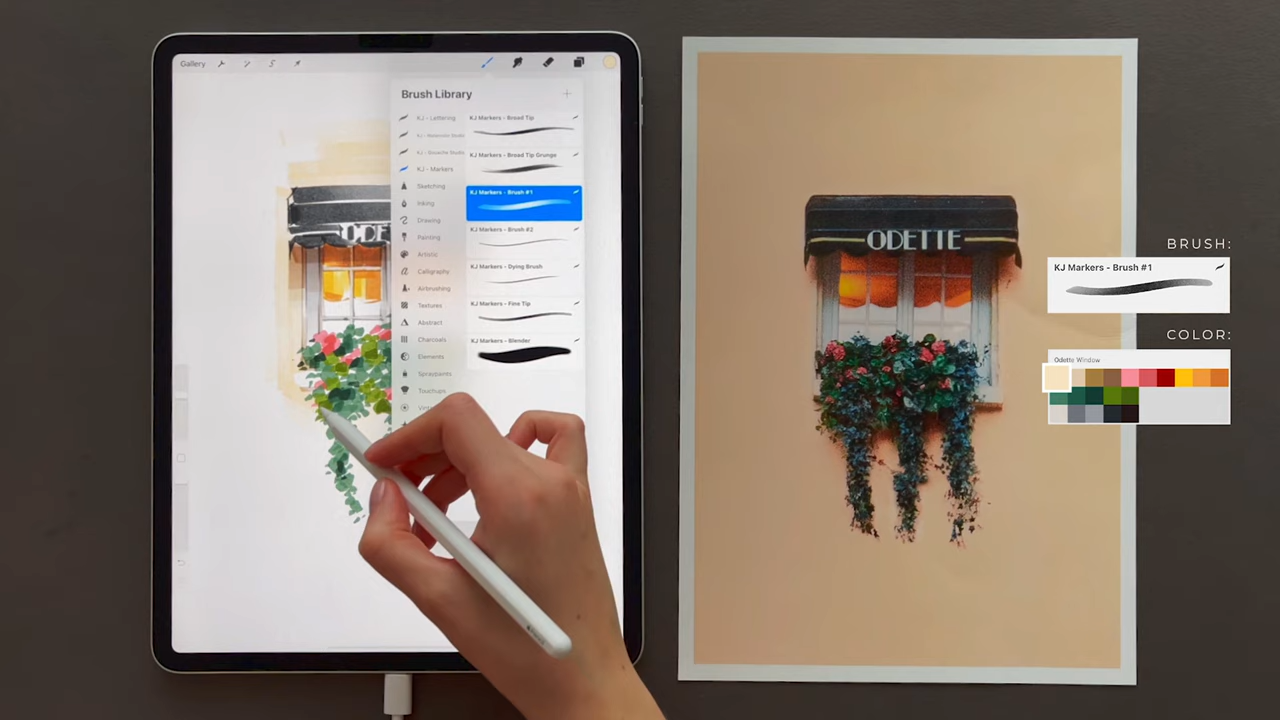 Gallery
Brush Library
KJ - Lettering
KJ - Markers
Sketching
Inking
Drawing
Painting
Artistic
Calligraphy
Airbrushing
Textures
Abstract
Charcoals
Elements
Spraypaints
Touchups
KJ Markers - Broad Tip
KJ Markers - Broad Tip Grunge
KJ Markers - Brush #1
KJ Markers - Brush #2
KJ Markers - Dying Brush
KJ Markers - Fine Tip
KJ Markers - Blender
ODE
ODETTE
BRUSH:
KJ Markers - Brush #1
COLOR:
Odette Window